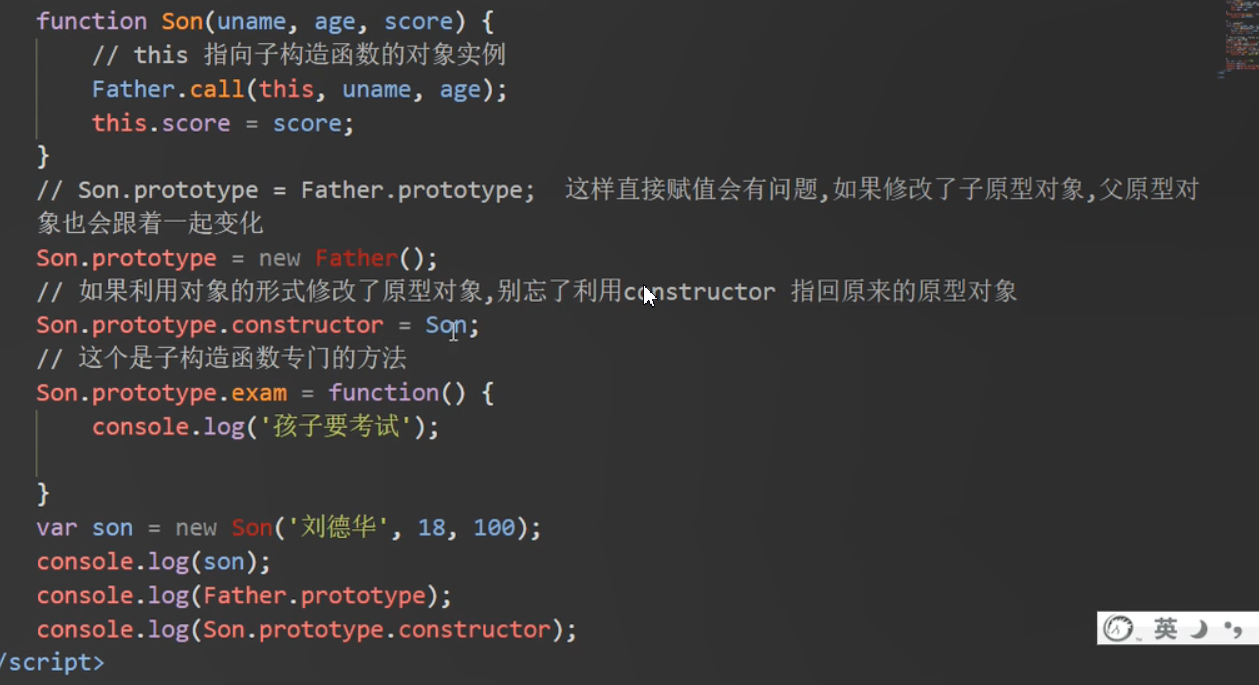 function Son(uname, age, score) {
// this 指向子构造函数的对象实例
Father.call(this, uname, age);
this.score = score;
}
// Son.prototype = Father.prototype;  这样直接赋值会有问题,如果修改了子原型对象,父原型对
象也会跟着一起变化
Son.prototype = new Father();
// 如果利用对象的形式修改了原型对象,别忘了利用constructor 指回原来的原型对象
Son.prototype.constructor = Son;
// 这个是子构造函数专门的方法
Son.prototype.exam = function() {
console.log('孩子要考试');
}
var son = new Son('刘德华', 18, 100);
console.log(son);
console.log(Father.prototype);
console.log(Son.prototype.constructor);
/script>
英